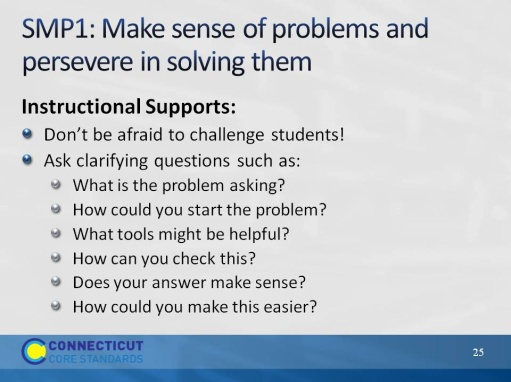 SMP1: Make sense of problems and
persevere in solving them
Instructional Supports:
Don't be afraid to challenge students!
Ask clarifying questions such as:
What is the problem asking?
How could you start the problem?
What tools might be helpful?
How can you check this?
Does your answer make sense?
How could you make this easier?
CONNECTICUT
CORE STANDARDS
25